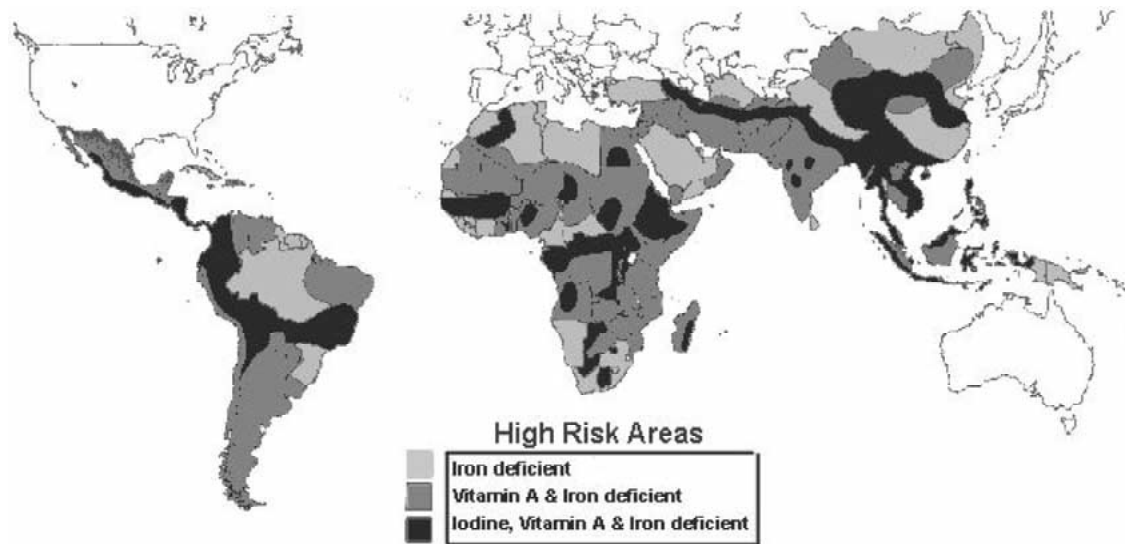 High Risk Areas
Iron deficient
Vitamin A & Iron deficient
Iodine, Vitamin A & Iron deficient